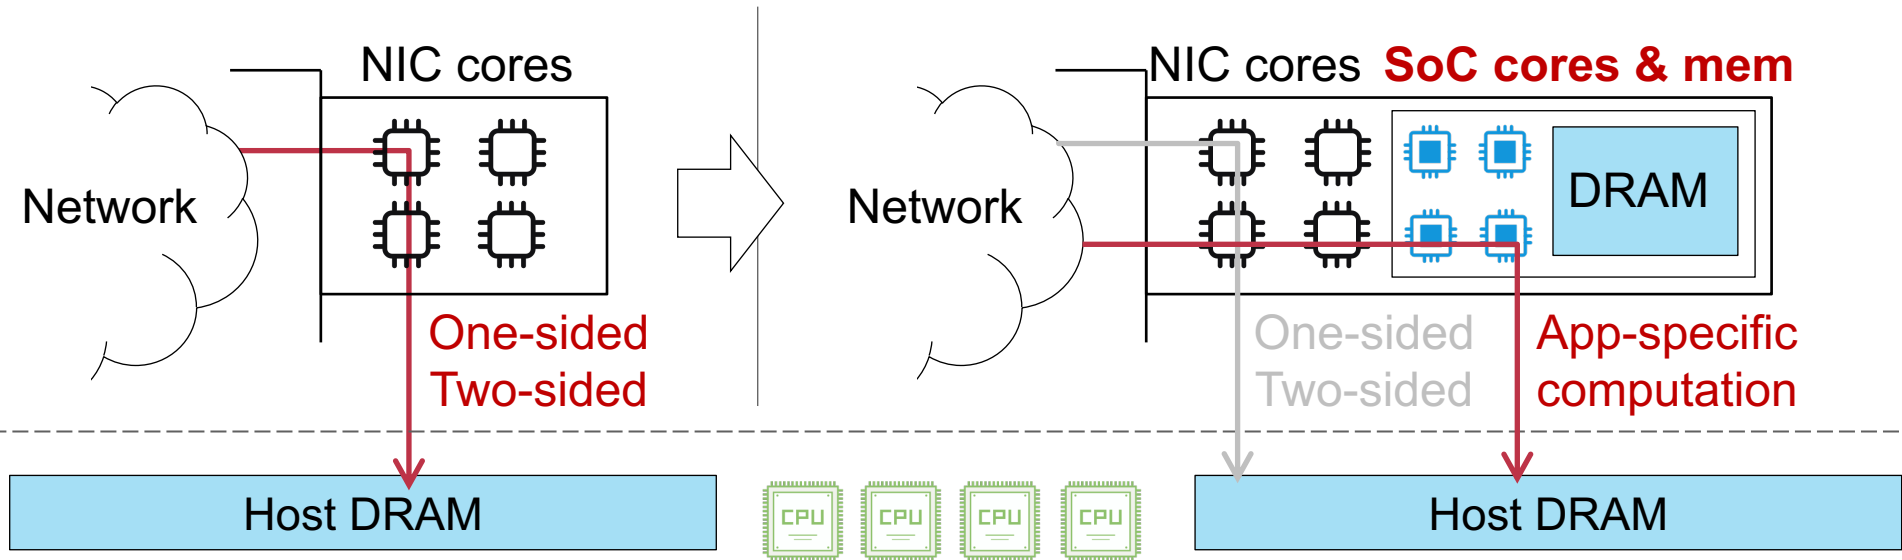 NIC cores
Network
One-sided
Two-sided
Host DRAM
NIC cores SoC cores & mem
Network
DRAM
One-sided
Two-sided
App-specific
computation
CPU CPU CPU CPU
Host DRAM